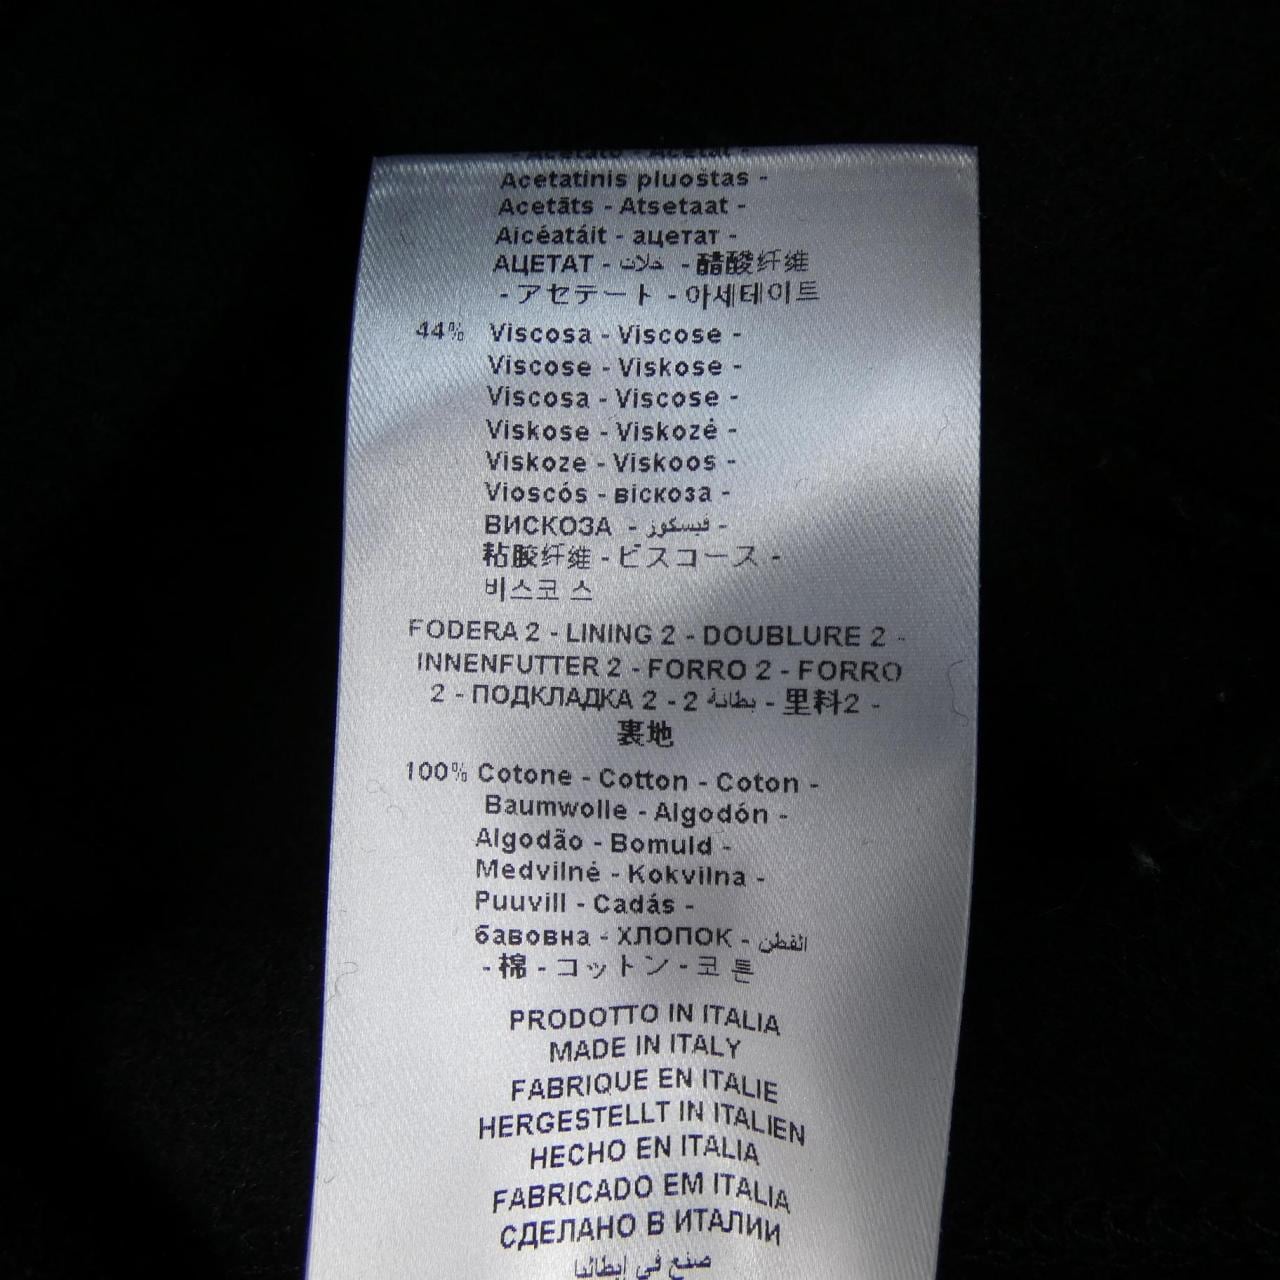 - Acetato - Acetat -
Acetatinis pluoštas -
Acetāts - Atsetaat -
Aicéatáit - ацетат -
АЦЕТАТ - خلات - 醋酸纤维
- アセテート - 아세테이트
44% Viscosa - Viscose -
Viscose - Viskose -
Viscosa - Viscose -
Viskose - Viskozė -
Viskoze - Viskoos -
Vioscós - віскоза -
ВИСКОЗА - فيسكوز -
粘胶纤维 - ビスコース -
비스코 스
FODERA 2 - LINING 2 - DOUBLURE 2 -
INNENFUTTER 2 - FORRO 2 - FORRO
2 - ПОДКЛАДКА 2 - 2 بطانة - 里料2 -
裏地
100% Cotone - Cotton - Coton -
Baumwolle - Algodón -
Algodão - Bomuld -
Medvilnė - Kokvilna -
Puuvill - Cadás -
бавовна - ХЛОПОК - القطن
- 棉 - コットン - 코 튼
PRODOTTO IN ITALIA
MADE IN ITALY
FABRIQUE EN ITALIE
HERGESTELLT IN ITALIEN
HECHO EN ITALIA
FABRICADO EM ITALIA
СДЕЛАНО В ИТАЛИИ
صنع في إيطاليا